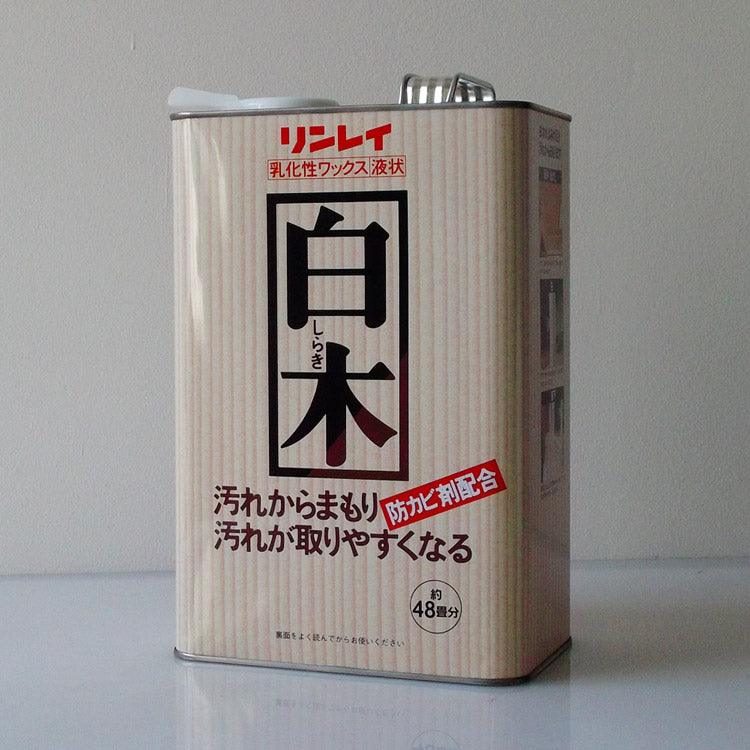 リンレイ
乳化性ワックス 液状
白木
しらき
汚れからまもり
防カビ剤配合
汚れが取りやすくなる
約
48畳分
裏面をよく読んでからお使いください